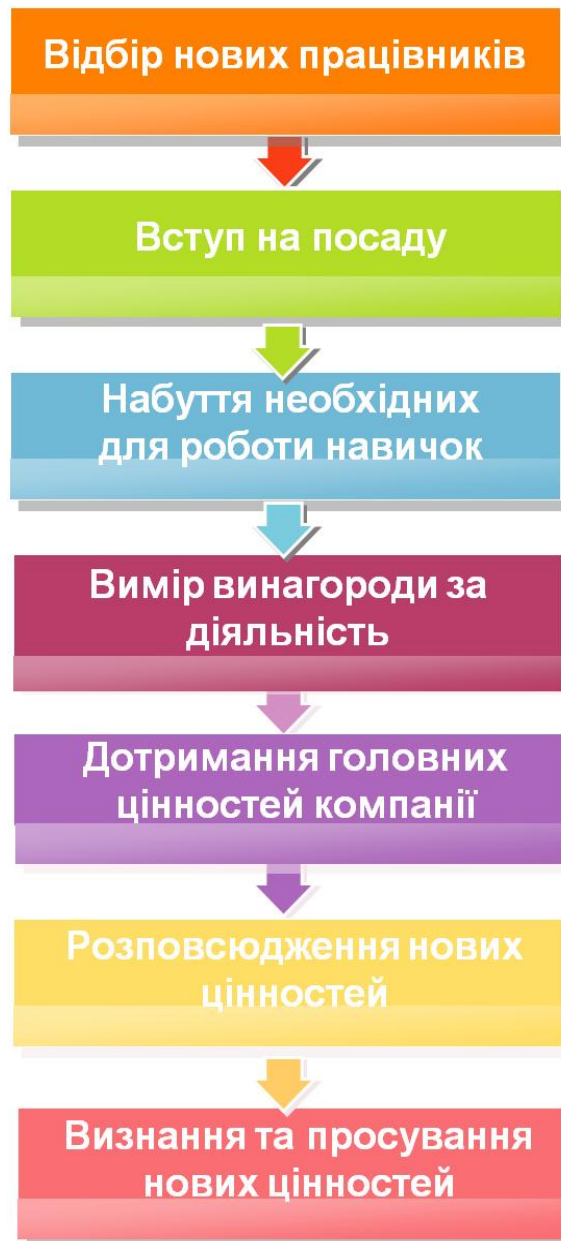 Відбір нових працівників
Вступ на посаду
Набуття необхідних
для роботи навичок
Вимір винагороди за
діяльність
Дотримання головних
цінностей компанії
Розповсюдження нових
цінностей
Визнання та просування
нових цінностей